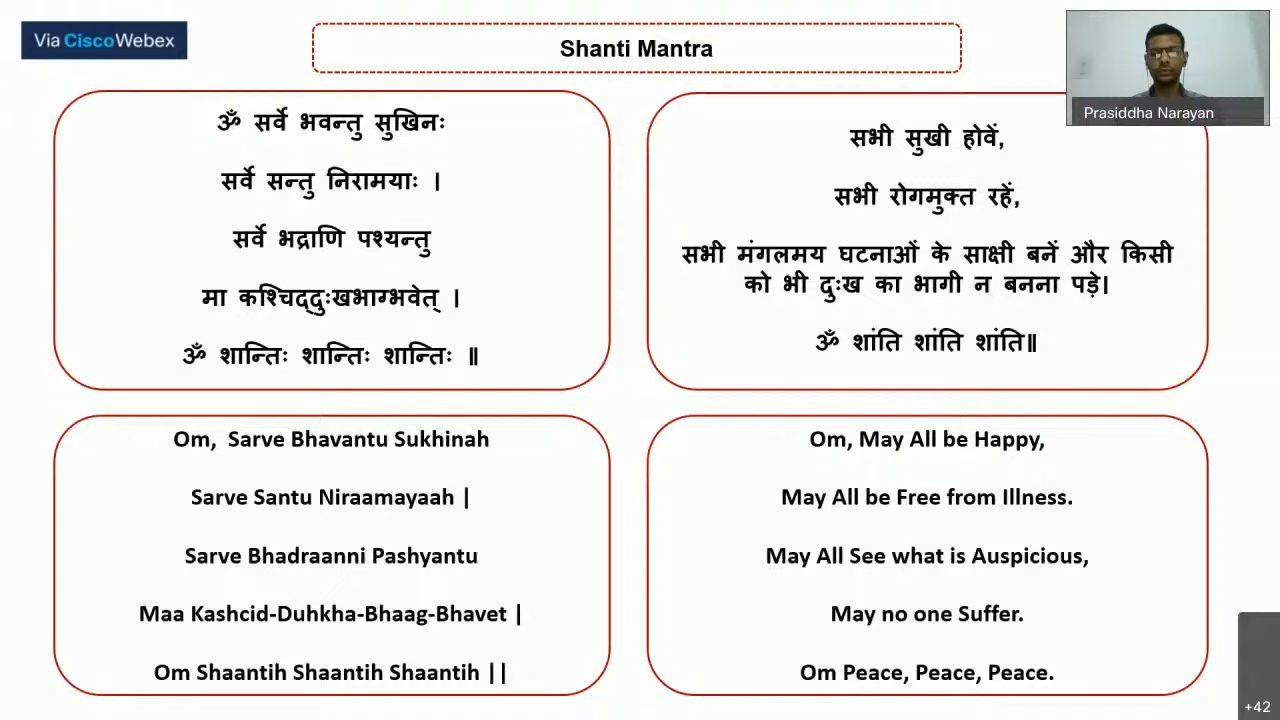 Via CiscoWebex
Shanti Mantra
Prasiddha Narayan
ॐ सर्वे भवन्तु सुखिनः
सर्वे सन्तु निरामयाः ।
सर्वे भद्राणि पश्यन्तु
मा कश्चिद्दुःखभाग्भवेत् ।
ॐ शान्तिः शान्तिः शान्तिः ॥
सभी सुखी होवें,
सभी रोगमुक्त रहें,
सभी मंगलमय घटनाओं के साक्षी बनें और किसी
को भी दुःख का भागी न बनना पड़े।
ॐ शांति शांति शांति॥
Om, Sarve Bhavantu Sukhinah
Sarve Santu Niraamayaah |
Sarve Bhadraanni Pashyantu
Maa Kashcid-Duhkha-Bhaag-Bhavet |
Om Shaantih Shaantih Shaantih ||
Om, May All be Happy,
May All be Free from Illness.
May All See what is Auspicious,
May no one Suffer.
Om Peace, Peace, Peace.
+42